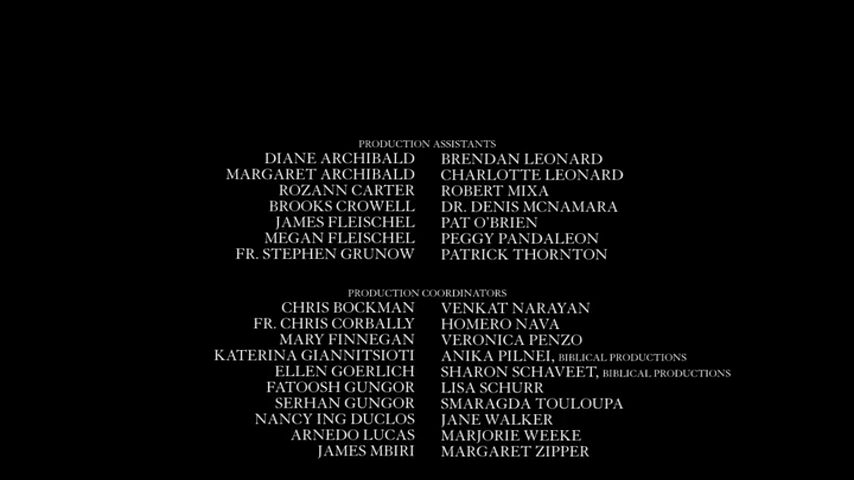 PRODUCTION ASSISTANTS
DIANE ARCHIBALD BRENDAN LEONARD
MARGARET ARCHIBALD CHARLOTTE LEONARD
ROZANN CARTER ROBERT MIXA
BROOKS CROWELL DR. DENIS MCNAMARA
JAMES FLEISCHEL PAT O'BRIEN
MEGAN FLEISCHEL PEGGY PANDALEON
FR. STEPHEN GRUNOW PATRICK THORNTON
PRODUCTION COORDINATORS
CHRIS BOCKMAN VENKAT NARAYAN
FR. CHRIS CORBALLY HOMERO NAVA
MARY FINNEGAN VERONICA PENZO
KATERINA GIANNITSIOTI ANIKA PILNEI, BIBLICAL PRODUCTIONS
ELLEN GOERLICH SHARON SCHAVEET, BIBLICAL PRODUCTIONS
FATOOSH GUNGOR LISA SCHURR
SERHAN GUNGOR SMARAGDA TOULOUPA
NANCY ING DUCLOS JANE WALKER
ARNEDO LUCAS MARJORIE WEEKE
JAMES MBIRI MARGARET ZIPPER